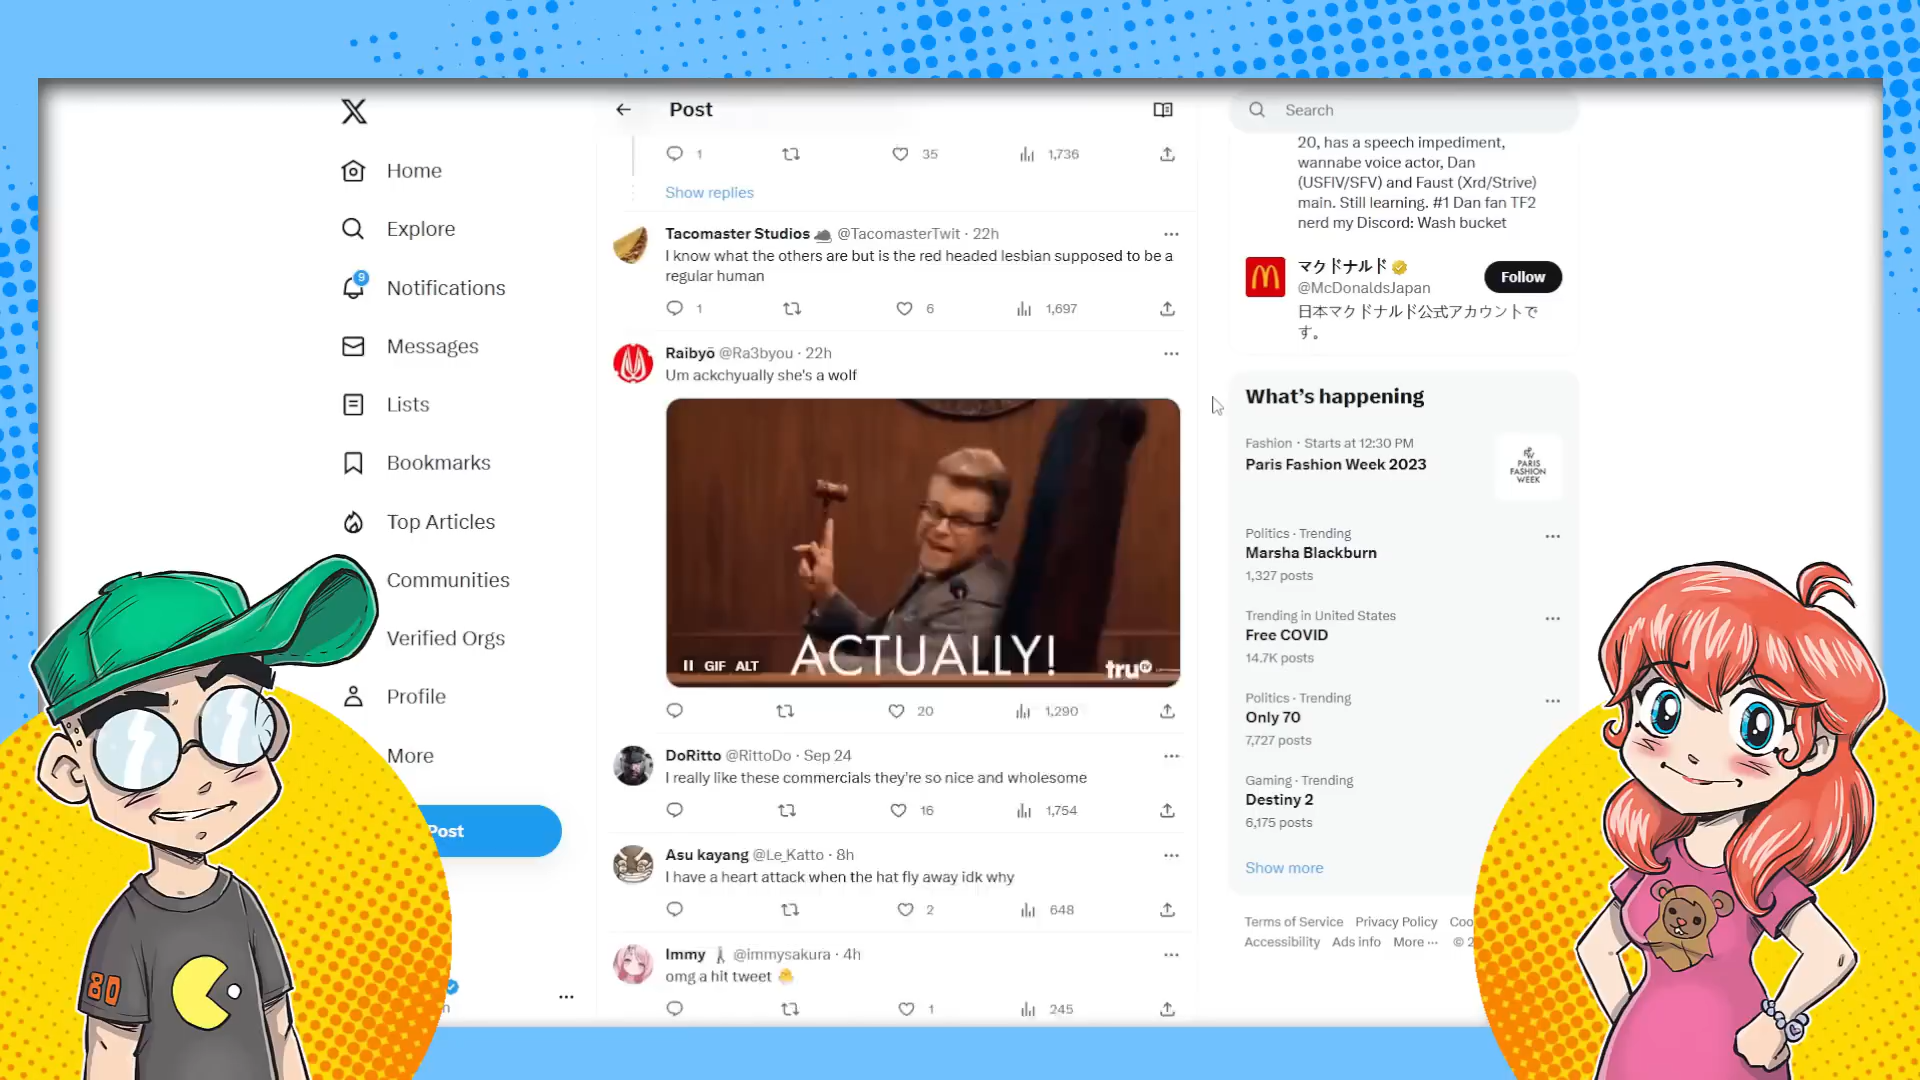 Home
Explore
9
Notifications
Messages
Lists
Bookmarks
Top Articles
Communities
Verified Orgs
Profile
More
Post
Post
1
35
1,736
Show replies
Tacomaster Studios @TacomasterTwit · 22h
I know what the others are but is the red headed lesbian supposed to be a
regular human
1
6
1,697
Raibyō @Ra3byou · 22h
Um ackchyually she's a wolf
ACTUALLY!
GIF ALT
tru
20
1,290
DoRitto @RittoDo · Sep 24
I really like these commercials they're so nice and wholesome
16
1,754
Asu kayang @Le_Katto · 8h
I have a heart attack when the hat fly away idk why
2
648
Immy @immysakura · 4h
omg a hit tweet
1
245
Search
20, has a speech impediment,
wannabe voice actor, Dan
(USFIV/SFV) and Faust (Xrd/Strive)
main. Still learning. #1 Dan fan TF2
nerd my Discord: Wash bucket
マクドナルド
@McDonaldsJapan
Follow
日本マクドナルド公式アカウントで
す。
What's happening
Fashion · Starts at 12:30 PM
Paris Fashion Week 2023
PARIS
FASHION
WEEK
Politics · Trending
Marsha Blackburn
1,327 posts
Trending in United States
Free COVID
14.7K posts
Politics · Trending
Only 70
7,727 posts
Gaming · Trending
Destiny 2
6,175 posts
Show more
Terms of Service Privacy Policy Coo
Accessibility Ads info More ··· © 2
80